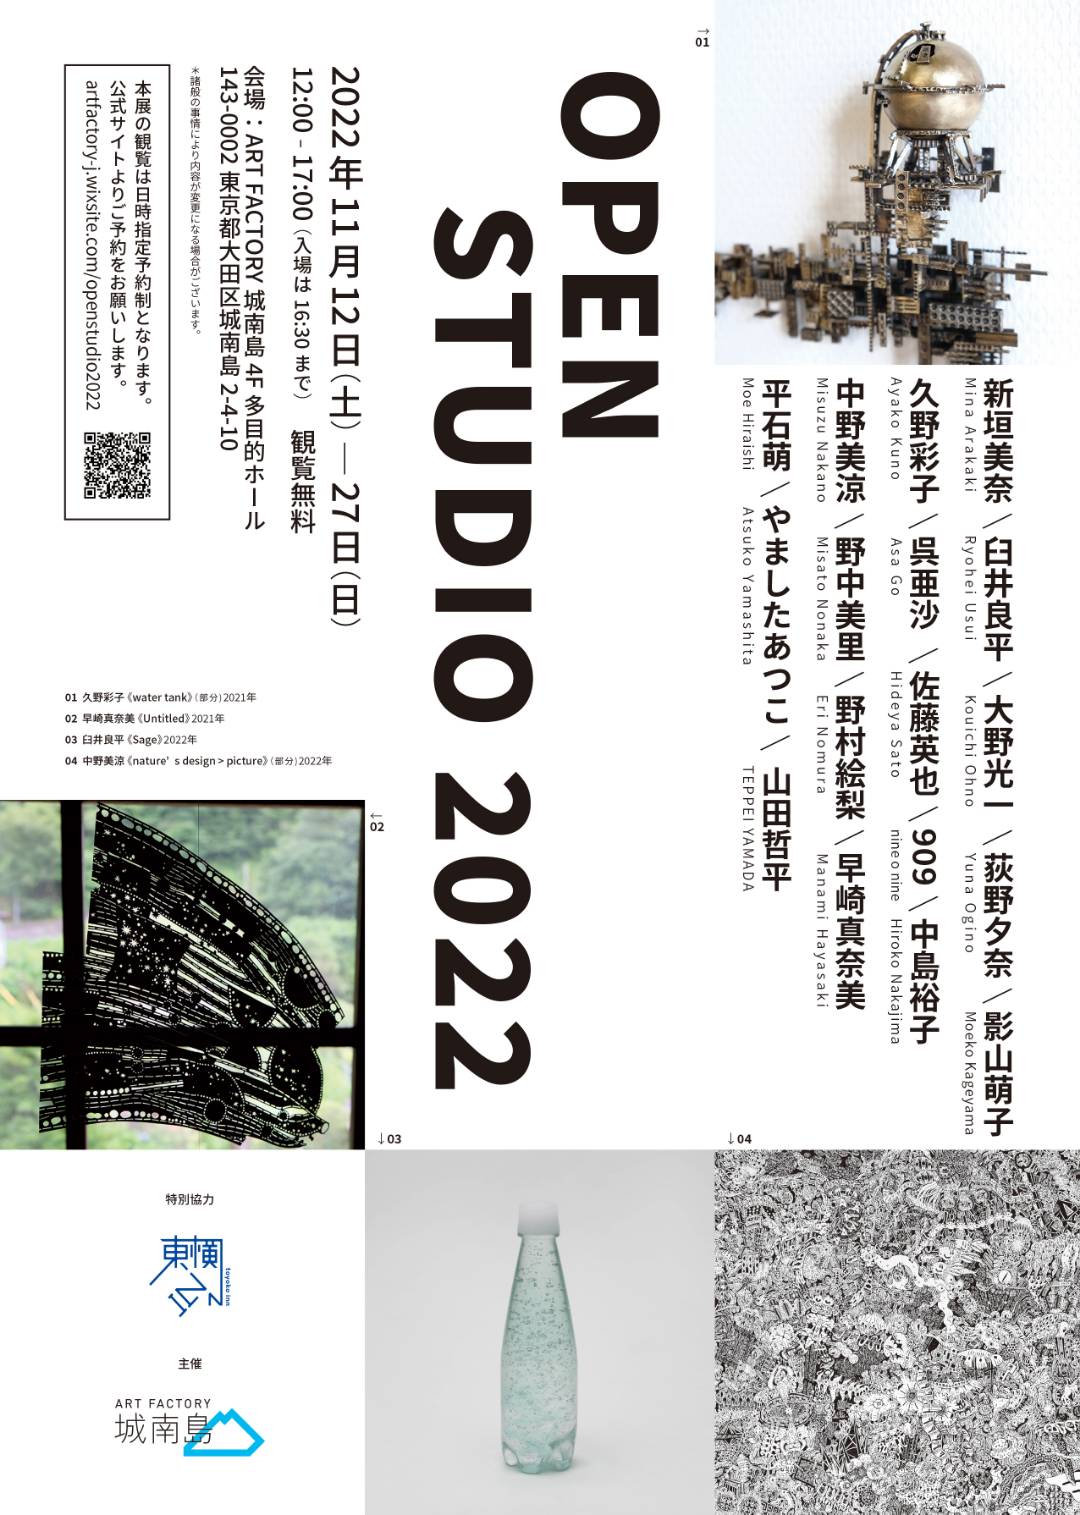 →
01
OPEN
STUDIO 2022
新垣美奈／臼井良平／大野光一／荻野夕奈／影山萌子
Mina Arakaki Ryohei Usui Kouichi Ohno Yuna Ogino Moeko Kageyama
久野彩子／呉亜沙／佐藤英也／909／中島裕子
Ayako Kuno Asa Go Hideya Sato nineonine Hiroko Nakajima
中野美涼／野中美里／野村絵梨／早崎真奈美
Misuzu Nakano Misato Nonaka Eri Nomura Manami Hayasaki
平石萌／やましたあつこ／山田哲平
Moe Hiraishi Atsuko Yamashita TEPPEI YAMADA
2022年11月12日（土）—27日（日）
12:00 - 17:00（入場は 16:30 まで） 観覧無料
会場：ART FACTORY 城南島 4F 多目的ホール
143-0002 東京都大田区城南島 2-4-10
＊諸般の事情により内容が変更になる場合がございます。
本展の観覧は日時指定予約制となります。
公式サイトよりご予約をお願いします。
artfactory-j.wixsite.com/openstudio2022
01 久野彩子《water tank》（部分）2021年
02 早崎真奈美《Untitled》2021年
03 臼井良平《Sage》2022年
04 中野美涼《nature’s design > picture》（部分）2022年
←
02
↓03
↓04
特別協力
東横INN
toyoko inn
主催
ART FACTORY
城南島